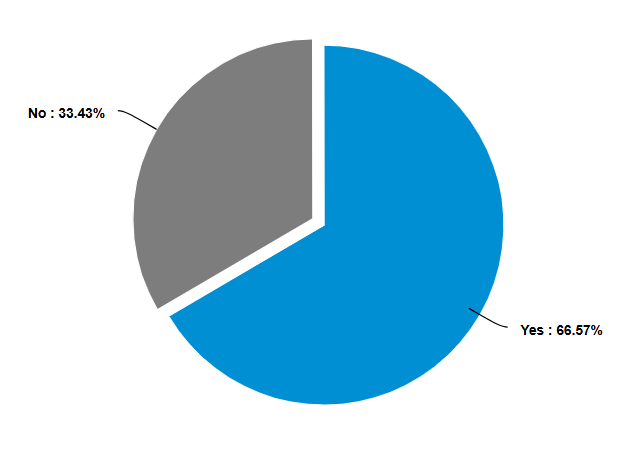 No : 33.43%
Yes : 66.57%